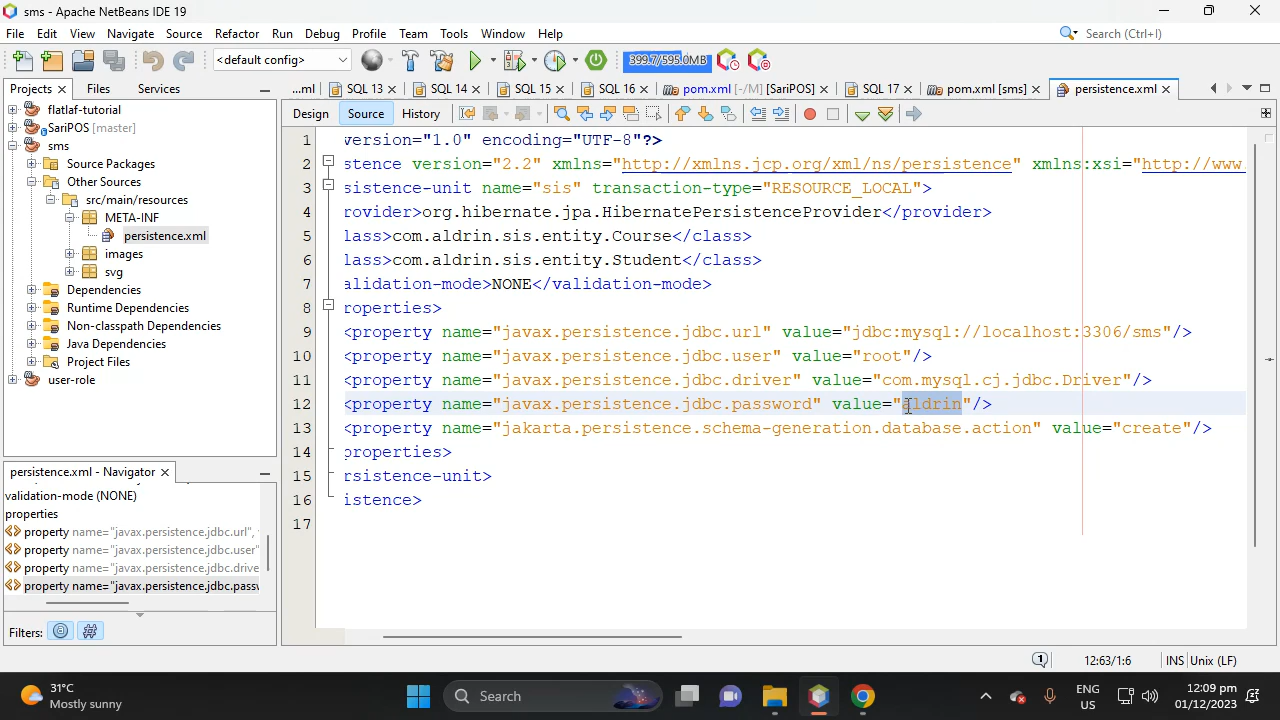 sms - Apache NetBeans IDE 19
File Edit View Navigate Source Refactor Run Debug Profile Team Tools Window Help
Search (Ctrl+I)
<default config>
399.7/595.0MB
Projects Files Services
...ml SQL 13 SQL 14 SQL 15 SQL 16 pom.xml [-/M] [SariPOS] SQL 17 pom.xml [sms] persistence.xml
Design Source History
flatlaf-tutorial
SariPOS [master]
sms
Source Packages
Other Sources
src/main/resources
META-INF
persistence.xml
images
svg
Dependencies
Runtime Dependencies
Non-classpath Dependencies
Java Dependencies
Project Files
user-role
1 version="1.0" encoding="UTF-8"?>
2 stence version="2.2" xmlns="http://xmlns.jcp.org/xml/ns/persistence" xmlns:xsi="http://www.
3 sistence-unit name="sis" transaction-type="RESOURCE_LOCAL">
4 rovider>org.hibernate.jpa.HibernatePersistenceProvider</provider>
5 lass>com.aldrin.sis.entity.Course</class>
6 lass>com.aldrin.sis.entity.Student</class>
7 alidation-mode>NONE</validation-mode>
8 roperties>
9 <property name="javax.persistence.jdbc.url" value="jdbc:mysql://localhost:3306/sms"/>
10 <property name="javax.persistence.jdbc.user" value="root"/>
11 <property name="javax.persistence.jdbc.driver" value="com.mysql.cj.jdbc.Driver"/>
12 <property name="javax.persistence.jdbc.password" value="aldrin"/>
13 <property name="jakarta.persistence.schema-generation.database.action" value="create"/>
14 properties>
15 rsistence-unit>
16 istence>
17
persistence.xml - Navigator
validation-mode (NONE)
properties
property name="javax.persistence.jdbc.url",
property name="javax.persistence.jdbc.user"
property name="javax.persistence.jdbc.drive
property name="javax.persistence.jdbc.passw
Filters:
1 12:63/1:6 INS Unix (LF)
31°C
Mostly sunny
Search
ENG
US
12:09 pm
01/12/2023